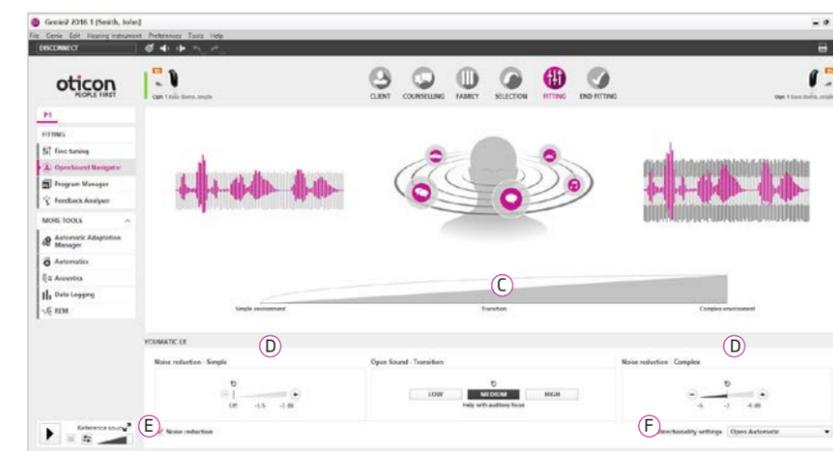 Genie2 2016.1 [Smith, John]
File Genie Edit Hearing instrument Preferences Tools Help
DISCONNECT
oticon
PEOPLE FIRST
CLIENT COUNSELLING FAMILY SELECTION FITTING END FITTING
P1
FITTING
Fine tuning
OpenSound Navigator
Program Manager
Feedback Analyser
MORE TOOLS
Automatic Adaptation
Manager
Automatics
Acoustics
Data Logging
REM
C
Simple environment Transition Complex environment
YOUMATIC LX
D D
Noise reduction - Simple Open Sound - Transition Noise reduction - Complex
LOW MEDIUM HIGH
Off -1.5 -3 dB Help with auditory focus -5 -7 -9 dB
Reference sound E Noise reduction F Directionality settings Open Automatic